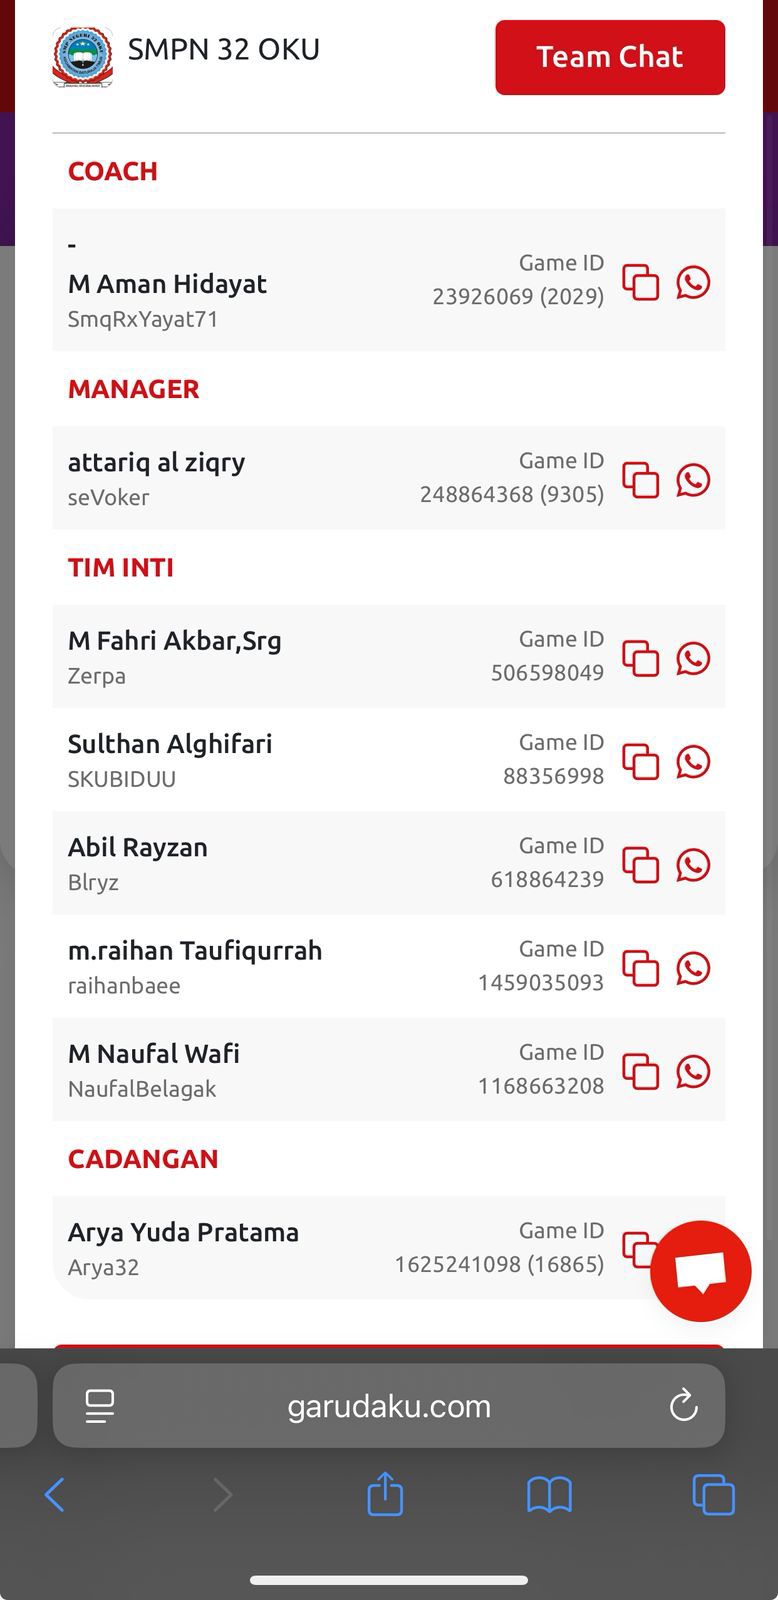 SMPN 32 OKU
Team Chat
COACH
-
M Aman Hidayat
SmqRxYayat71
Game ID
23926069 (2029)
MANAGER
attariq al ziqry
seVoker
Game ID
248864368 (9305)
TIM INTI
M Fahri Akbar,Srg
Zerpa
Game ID
506598049
Sulthan Alghifari
SKUBIDUU
Game ID
88356998
Abil Rayzan
Blryz
Game ID
618864239
m.raihan Taufiqurrah
raihanbaee
Game ID
1459035093
M Naufal Wafi
NaufalBelagak
Game ID
1168663208
CADANGAN
Arya Yuda Pratama
Arya32
Game ID
1625241098 (16865)
garudaku.com